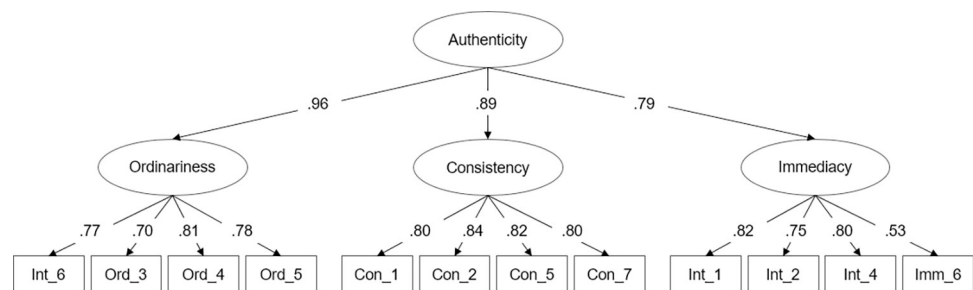 Authenticity
.96 .89 .79
Ordinariness Consistency Immediacy
.77 .70 .81 .78 .80 .84 .82 .80 .82 .75 .80 .53
Int_6 Ord_3 Ord_4 Ord_5 Con_1 Con_2 Con_5 Con_7 Int_1 Int_2 Int_4 Imm_6